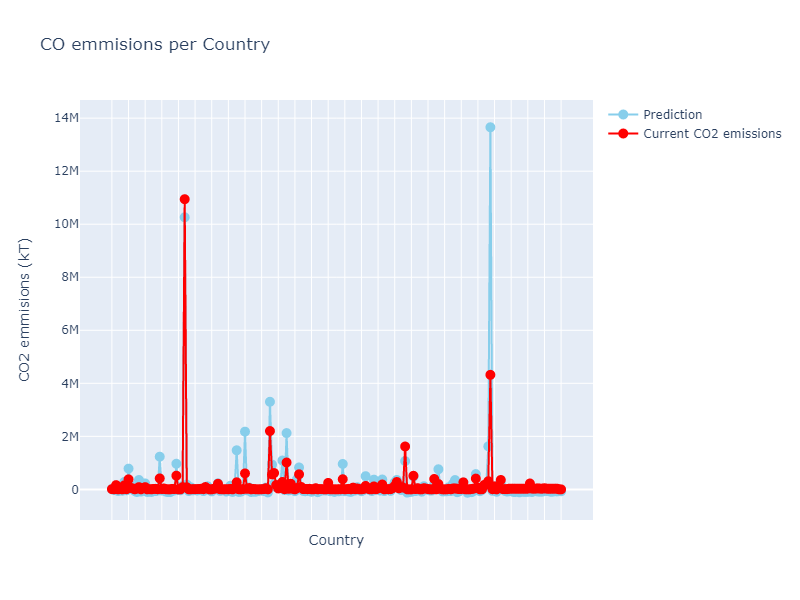 CO emmisions per Country
14M
12M
10M
8M
6M
4M
2M
0
CO2 emmisions (kT)
Country
Prediction
Current CO2 emissions